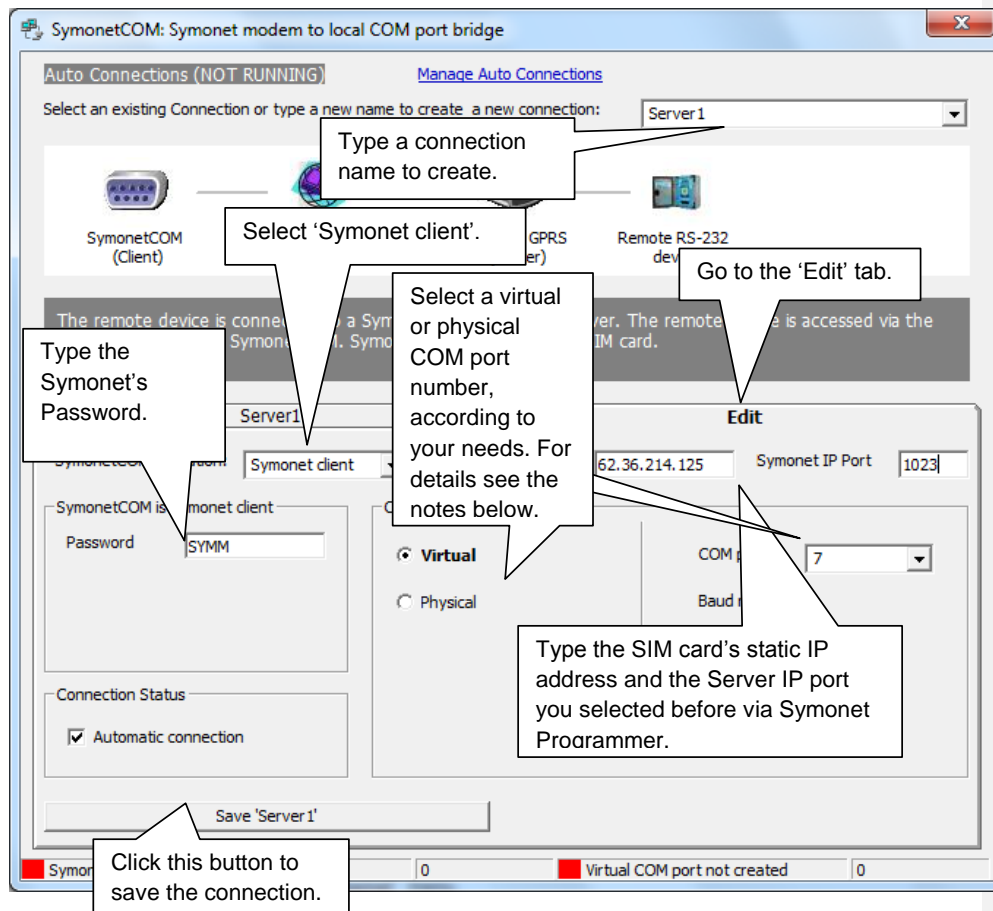 SymonetCOM: Symonet modem to local COM port bridge
Auto Connections (NOT RUNNING) Manage Auto Connections
Select an existing Connection or type a new name to create a new connection: Server1
Type a connection
name to create.
SymonetCOM
(Client)
GPRS
Remote RS-232
Select 'Symonet client'.
Go to the 'Edit' tab.
Select a virtual
or physical
COM port
number,
according to
your needs. For
details see the
notes below.
The remote device is
a
The remote
is accessed via the
card.
Type the
Symonet's
Password.
Server1
Edit
Symonet client
62.36.214.125 Symonet IP Port 1023
SymonetCOM is
client
Password SYMM
Virtual
COM
7
Physical
Baud
Type the SIM card's static IP
address and the Server IP port
you selected before via Symonet
Programmer.
Connection Status
Automatic connection
Save 'Server1'
Click this button to
save the connection.
0 Virtual COM port not created 0